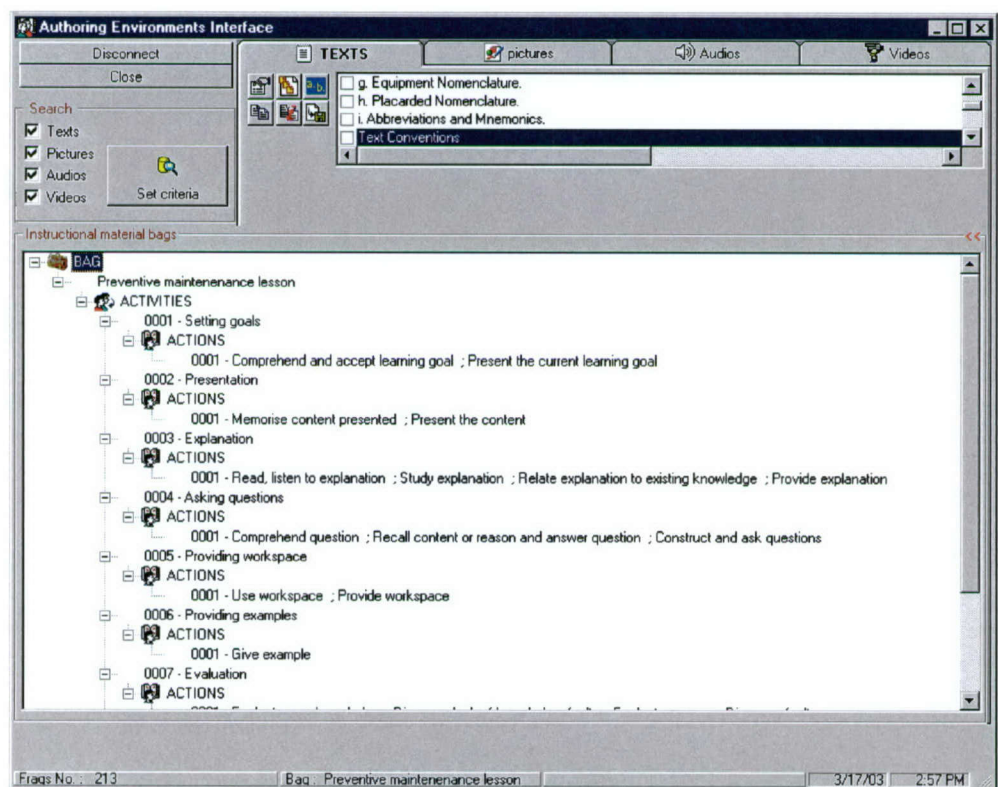 Authoring Environments Interface
Disconnect
Close
Search
Texts
Pictures
Audios
Videos
Set criteria
TEXTS
pictures
Audios
Videos
g. Equipment Nomenclature.
h. Placarded Nomenclature.
i. Abbreviations and Mnemonics.
Text Conventions
Instructional material bags
<<
BAG
Preventive maintenenance lesson
ACTIVITIES
0001 - Setting goals
ACTIONS
0001 - Comprehend and accept learning goal ; Present the current learning goal
0002 - Presentation
ACTIONS
0001 - Memorise content presented ; Present the content
0003 - Explanation
ACTIONS
0001 - Read, listen to explanation ; Study explanation ; Relate explanation to existing knowledge ; Provide explanation
0004 - Asking questions
ACTIONS
0001 - Comprehend question ; Recall content or reason and answer question ; Construct and ask questions
0005 - Providing workspace
ACTIONS
0001 - Use workspace ; Provide workspace
0006 - Providing examples
ACTIONS
0001 - Give example
0007 - Evaluation
ACTIONS
Frags No. : 213
Bag : Preventive maintenenance lesson
3/17/03
2:57 PM